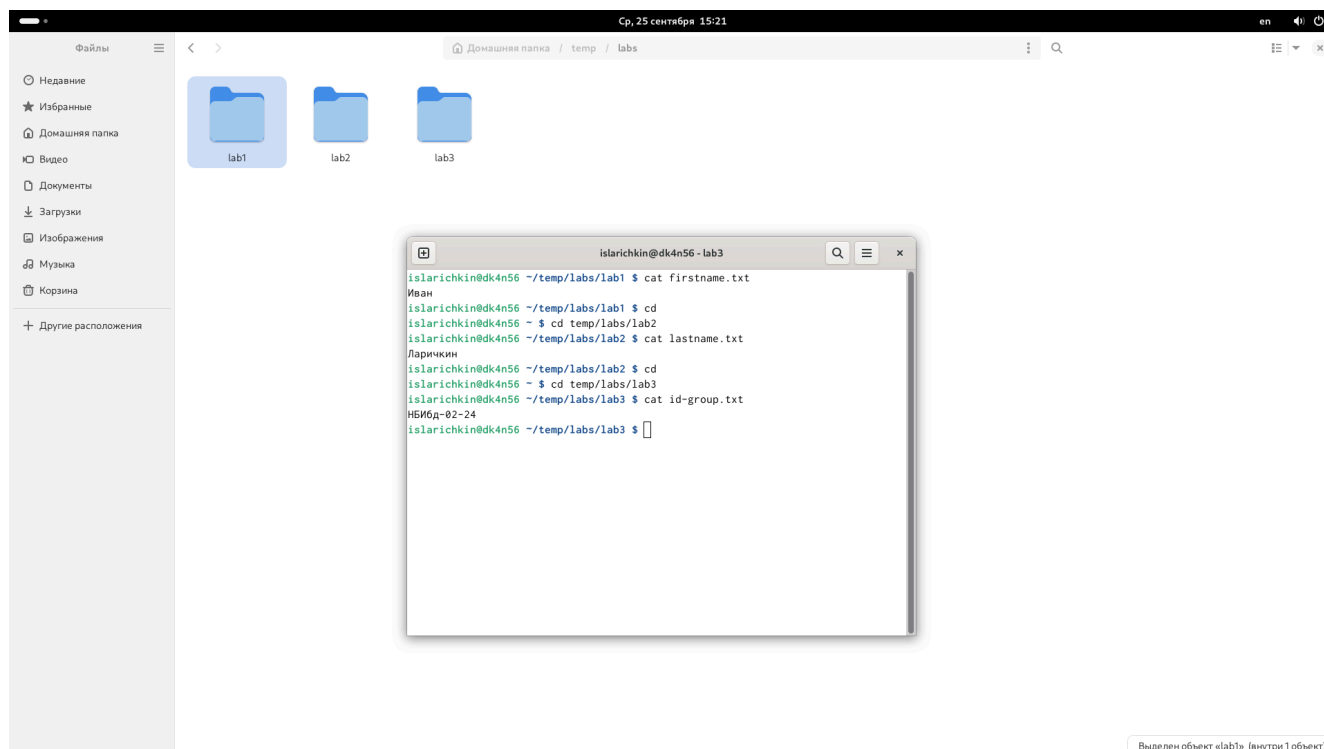 Ср, 25 сентября 15:21
en
Файлы
Домашняя папка / temp / labs
Недавние
Избранные
Домашняя папка
Видео
Документы
Загрузки
Изображения
Музыка
Корзина
Другие расположения
lab1
lab2
lab3
islarichkin@dk4n56 - lab3
islarichkin@dk4n56 ~/temp/labs/lab1 $ cat firstname.txt
Иван
islarichkin@dk4n56 ~/temp/labs/lab1 $ cd
islarichkin@dk4n56 ~ $ cd temp/labs/lab2
islarichkin@dk4n56 ~/temp/labs/lab2 $ cat lastname.txt
Ларичкин
islarichkin@dk4n56 ~/temp/labs/lab2 $ cd
islarichkin@dk4n56 ~ $ cd temp/labs/lab3
islarichkin@dk4n56 ~/temp/labs/lab3 $ cat id-group.txt
НБИбд-02-24
islarichkin@dk4n56 ~/temp/labs/lab3 $
Выделен объект «lab1» (внутри 1 объект)